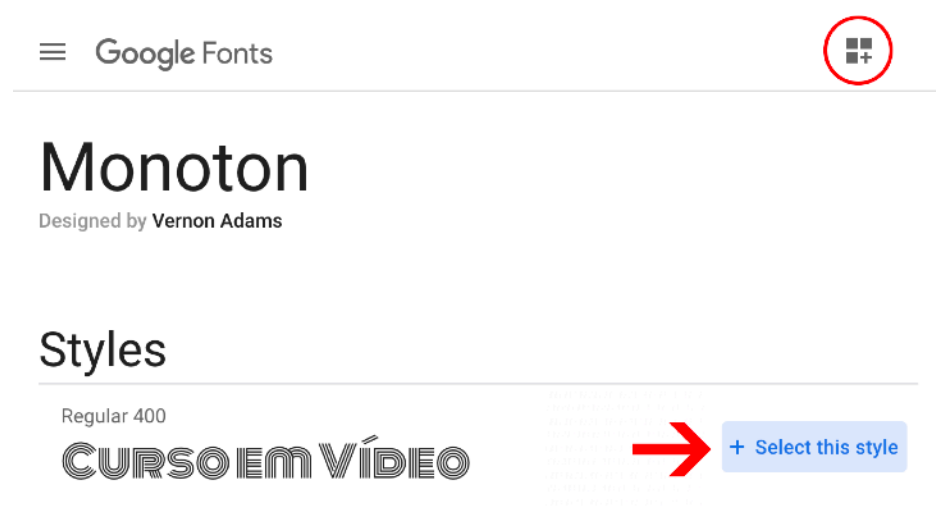 Google Fonts
Monoton
Designed by Vernon Adams
Styles
Regular 400
CURSO EM VÍDEO
+ Select this style